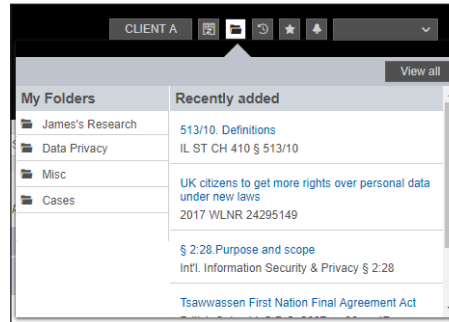 CLIENT A
View all
My Folders
James's Research
Data Privacy
Misc
Cases
Recently added
513/10. Definitions
IL ST CH 410 § 513/10
UK citizens to get more rights over personal data
under new laws
2017 WLNR 24295149
§ 2:28.Purpose and scope
Int'l. Information Security & Privacy § 2:28
Tsawwassen First Nation Final Agreement Act